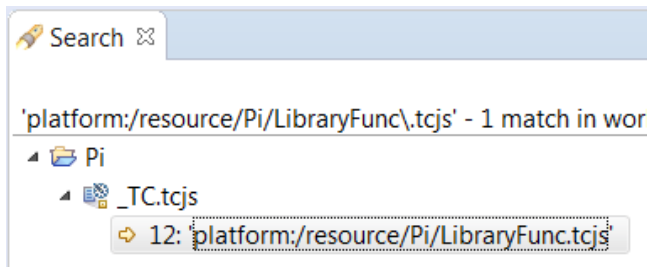 Search
'platform:/resource/Pi/LibraryFunc\.tcjs' - 1 match in wor
Pi
_TC.tcjs
12: 'platform:/resource/Pi/LibraryFunc.tcjs'